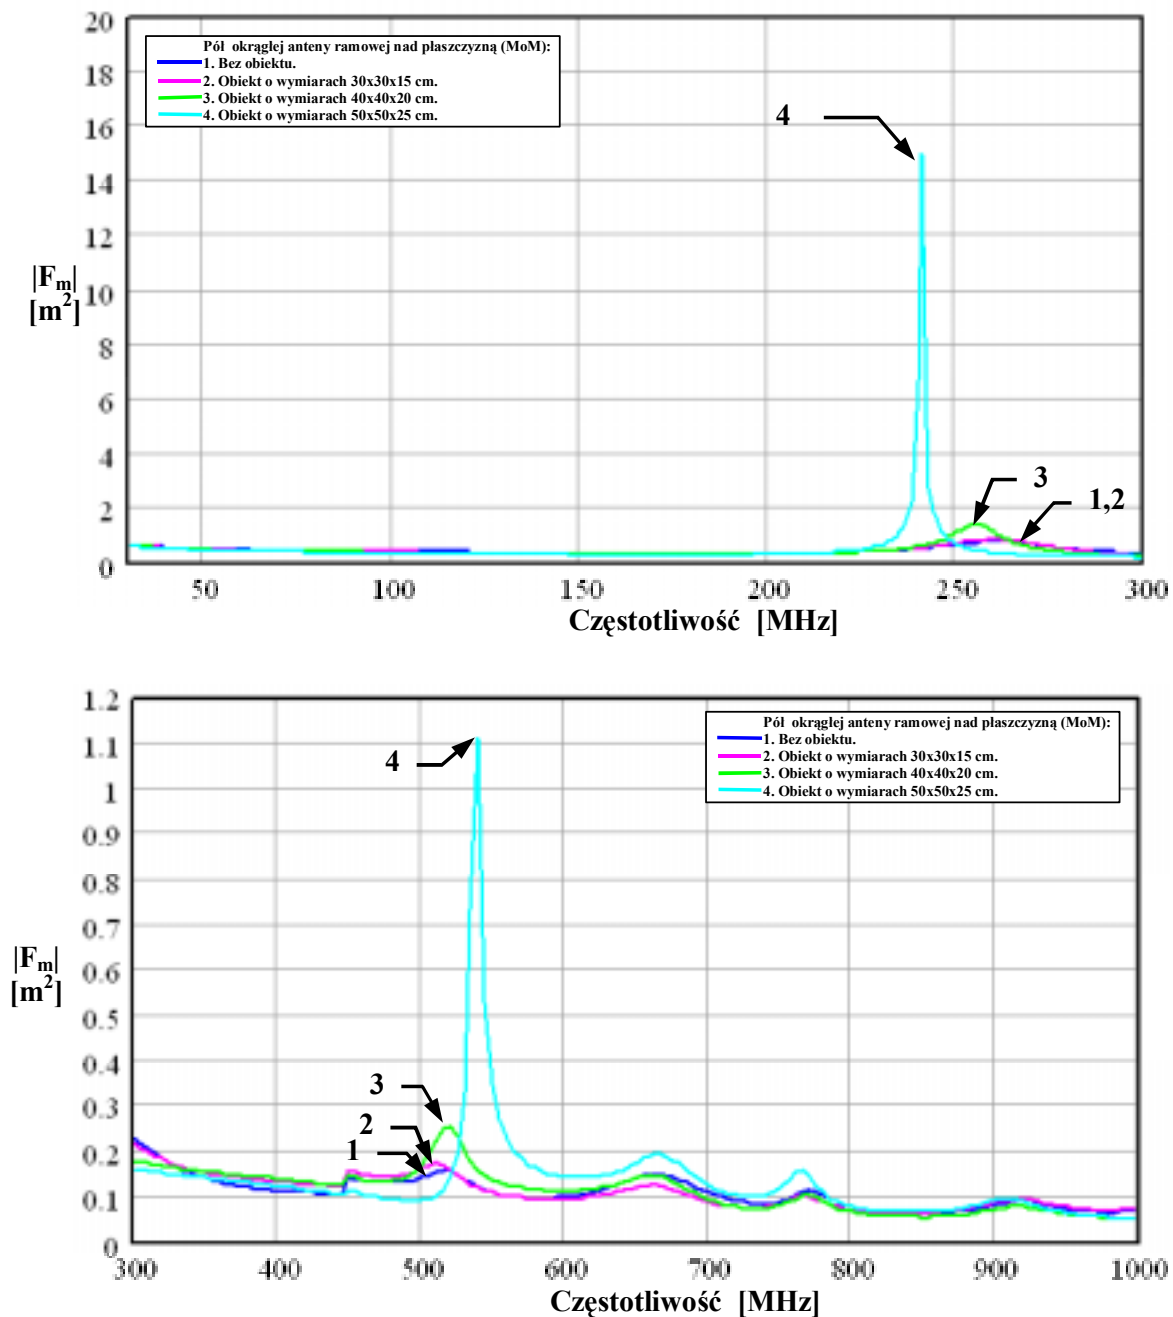 20
18
16
14
12
10
8
6
4
2
0
Pół okrągłej anteny ramowej nad płaszczyzną (MoM):
1. Bez obiektu.
2. Obiekt o wymiarach 30x30x15 cm.
3. Obiekt o wymiarach 40x40x20 cm.
4. Obiekt o wymiarach 50x50x25 cm.
4
3
1,2
|Fm|
[m²]
50 100 150 200 250 300
Częstotliwość [MHz]
1.2
1.1
1
0.9
0.8
0.7
0.6
0.5
0.4
0.3
0.2
0.1
0
Pół okrągłej anteny ramowej nad płaszczyzną (MoM):
1. Bez obiektu.
2. Obiekt o wymiarach 30x30x15 cm.
3. Obiekt o wymiarach 40x40x20 cm.
4. Obiekt o wymiarach 50x50x25 cm.
4
3
2
1
|Fm|
[m²]
300 400 500 600 700 800 900 1000
Częstotliwość [MHz]